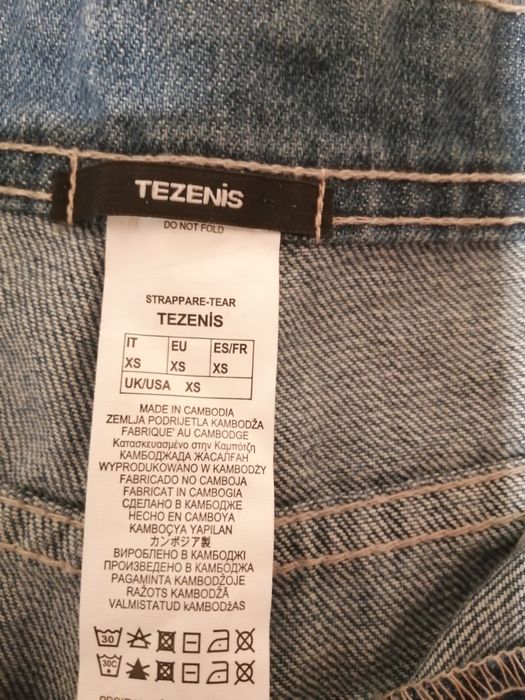 TEZENIS
DO NOT FOLD
STRAPPARE-TEAR
TEZENIS
IT EU ES/FR
XS XS XS
UK/USA XS
MADE IN CAMBODIA
ZEMLJA PODRIJETLA KAMBODŽA
FABRIQUE' AU CAMBODGE
Κατασκευασμένο στην Καμπότζη
КАМБОДЖАДА ЖАСАЛҒАН
WYPRODUKOWANO W KAMBODŻY
FABRICADO NO CAMBOJA
FABRICAT IN CAMBOGIA
СДЕЛАНО В КАМБОДЖЕ
HECHO EN CAMBOYA
KAMBOÇYA YAPILAN
カンボジア製
ВИРОБЛЕНО В КАМБОДЖІ
ПРОИЗВЕДЕНО В КАМБОДЖА
PAGAMINTA KAMBODŽOJE
RAŽOTS KAMBODŽĀ
VALMISTATUD kAMBODžAS
30
30C